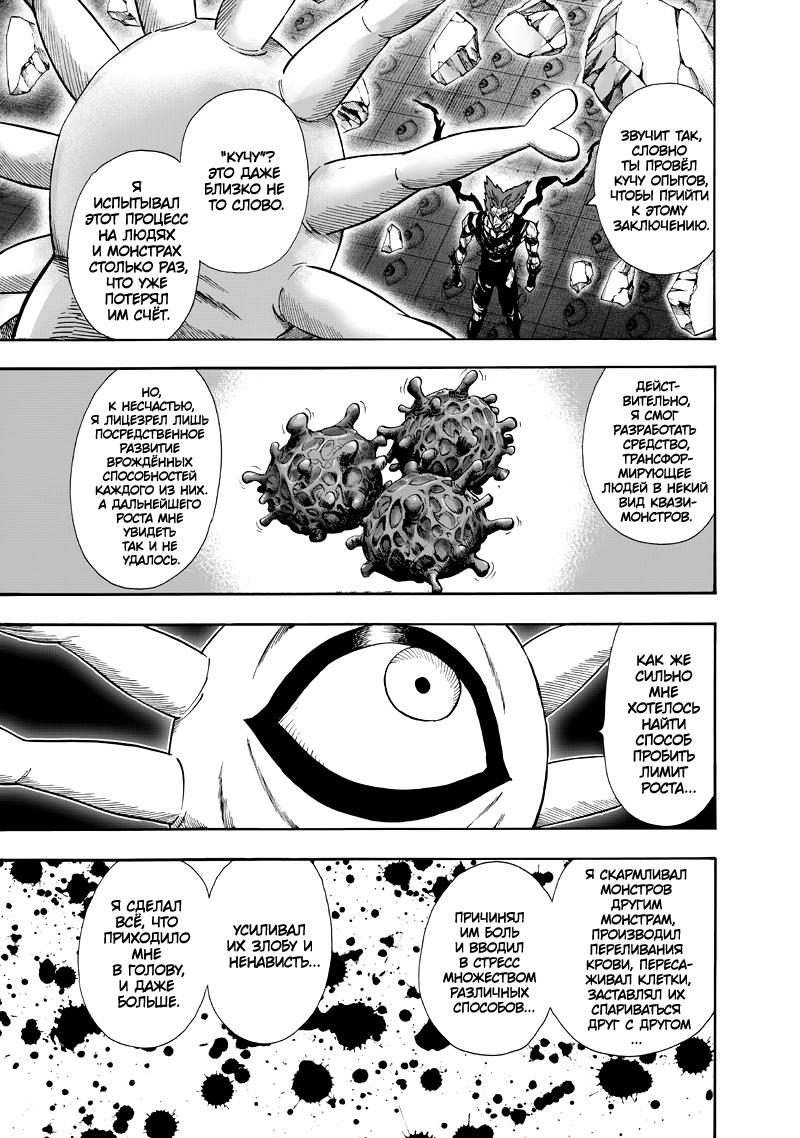 ЗВУЧИТ ТАК,
СЛОВНО
ТЫ ПРОВЁЛ
КУЧУ ОПЫТОВ,
ЧТОБЫ ПРИЙТИ
К ЭТОМУ
ЗАКЛЮЧЕНИЮ.
"КУЧУ"?
ЭТО ДАЖЕ
БЛИЗКО НЕ
ТО СЛОВО.
Я
ИСПЫТЫВАЛ
ЭТОТ ПРОЦЕСС
НА ЛЮДЯХ
И МОНСТРАХ
СТОЛЬКО РАЗ,
ЧТО УЖЕ
ПОТЕРЯЛ
ИМ СЧЁТ.
ДЕЙСТ-
ВИТЕЛЬНО,
Я СМОГ
РАЗРАБОТАТЬ
СРЕДСТВО,
ТРАНСФОР-
МИРУЮЩЕЕ
ЛЮДЕЙ В НЕКИЙ
ВИД КВАЗИ-
МОНСТРОВ.
НО,
К НЕСЧАСТЬЮ,
Я ЛИЦЕЗРЕЛ ЛИШЬ
ПОСРЕДСТВЕННОЕ
РАЗВИТИЕ
ВРОЖДЁННЫХ
СПОСОБНОСТЕЙ
КАЖДОГО ИЗ НИХ.
А ДАЛЬНЕЙШЕГО
РОСТА МНЕ
УВИДЕТЬ
ТАК И НЕ
УДАЛОСЬ.
КАК ЖЕ
СИЛЬНО
МНЕ
ХОТЕЛОСЬ
НАЙТИ
СПОСОБ
ПРОБИТЬ
ЛИМИТ
РОСТА...
Я СКАРМЛИВАЛ
МОНСТРОВ
ДРУГИМ
МОНСТРАМ,
ПРОИЗВОДИЛ
ПЕРЕЛИВАНИЯ
КРОВИ, ПЕРЕСА-
ЖИВАЛ КЛЕТКИ,
ЗАСТАВЛЯЛ ИХ
СПАРИВАТЬСЯ
ДРУГ С ДРУГОМ
...
ПРИЧИНЯЛ
ИМ БОЛЬ
И ВВОДИЛ
В СТРЕСС
МНОЖЕСТВОМ
РАЗЛИЧНЫХ
СПОСОБОВ...
УСИЛИВАЛ
ИХ ЗЛОБУ И
НЕНАВИСТЬ...
Я СДЕЛАЛ
ВСЁ, ЧТО
ПРИХОДИЛО
МНЕ
В ГОЛОВУ,
И ДАЖЕ
БОЛЬШЕ.